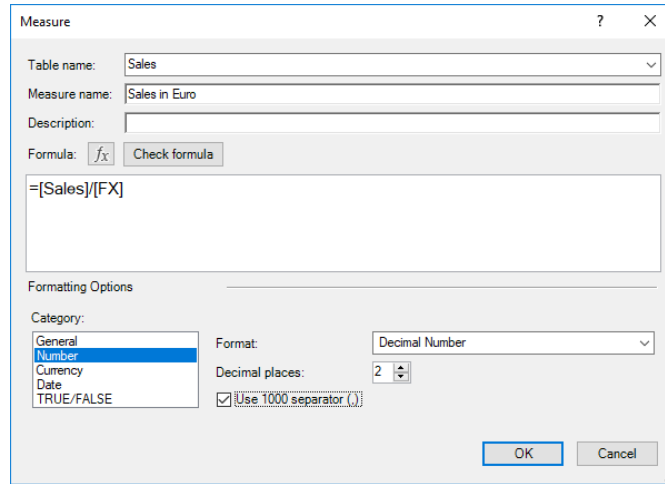 Measure ? X
Table name: Sales
Measure name: Sales in Euro
Description:
Formula: fx Check formula
=[Sales]/[FX]
Formatting Options
Category:
General
Number
Currency
Date
TRUE/FALSE
Format: Decimal Number
Decimal places: 2
Use 1000 separator (,)
OK Cancel